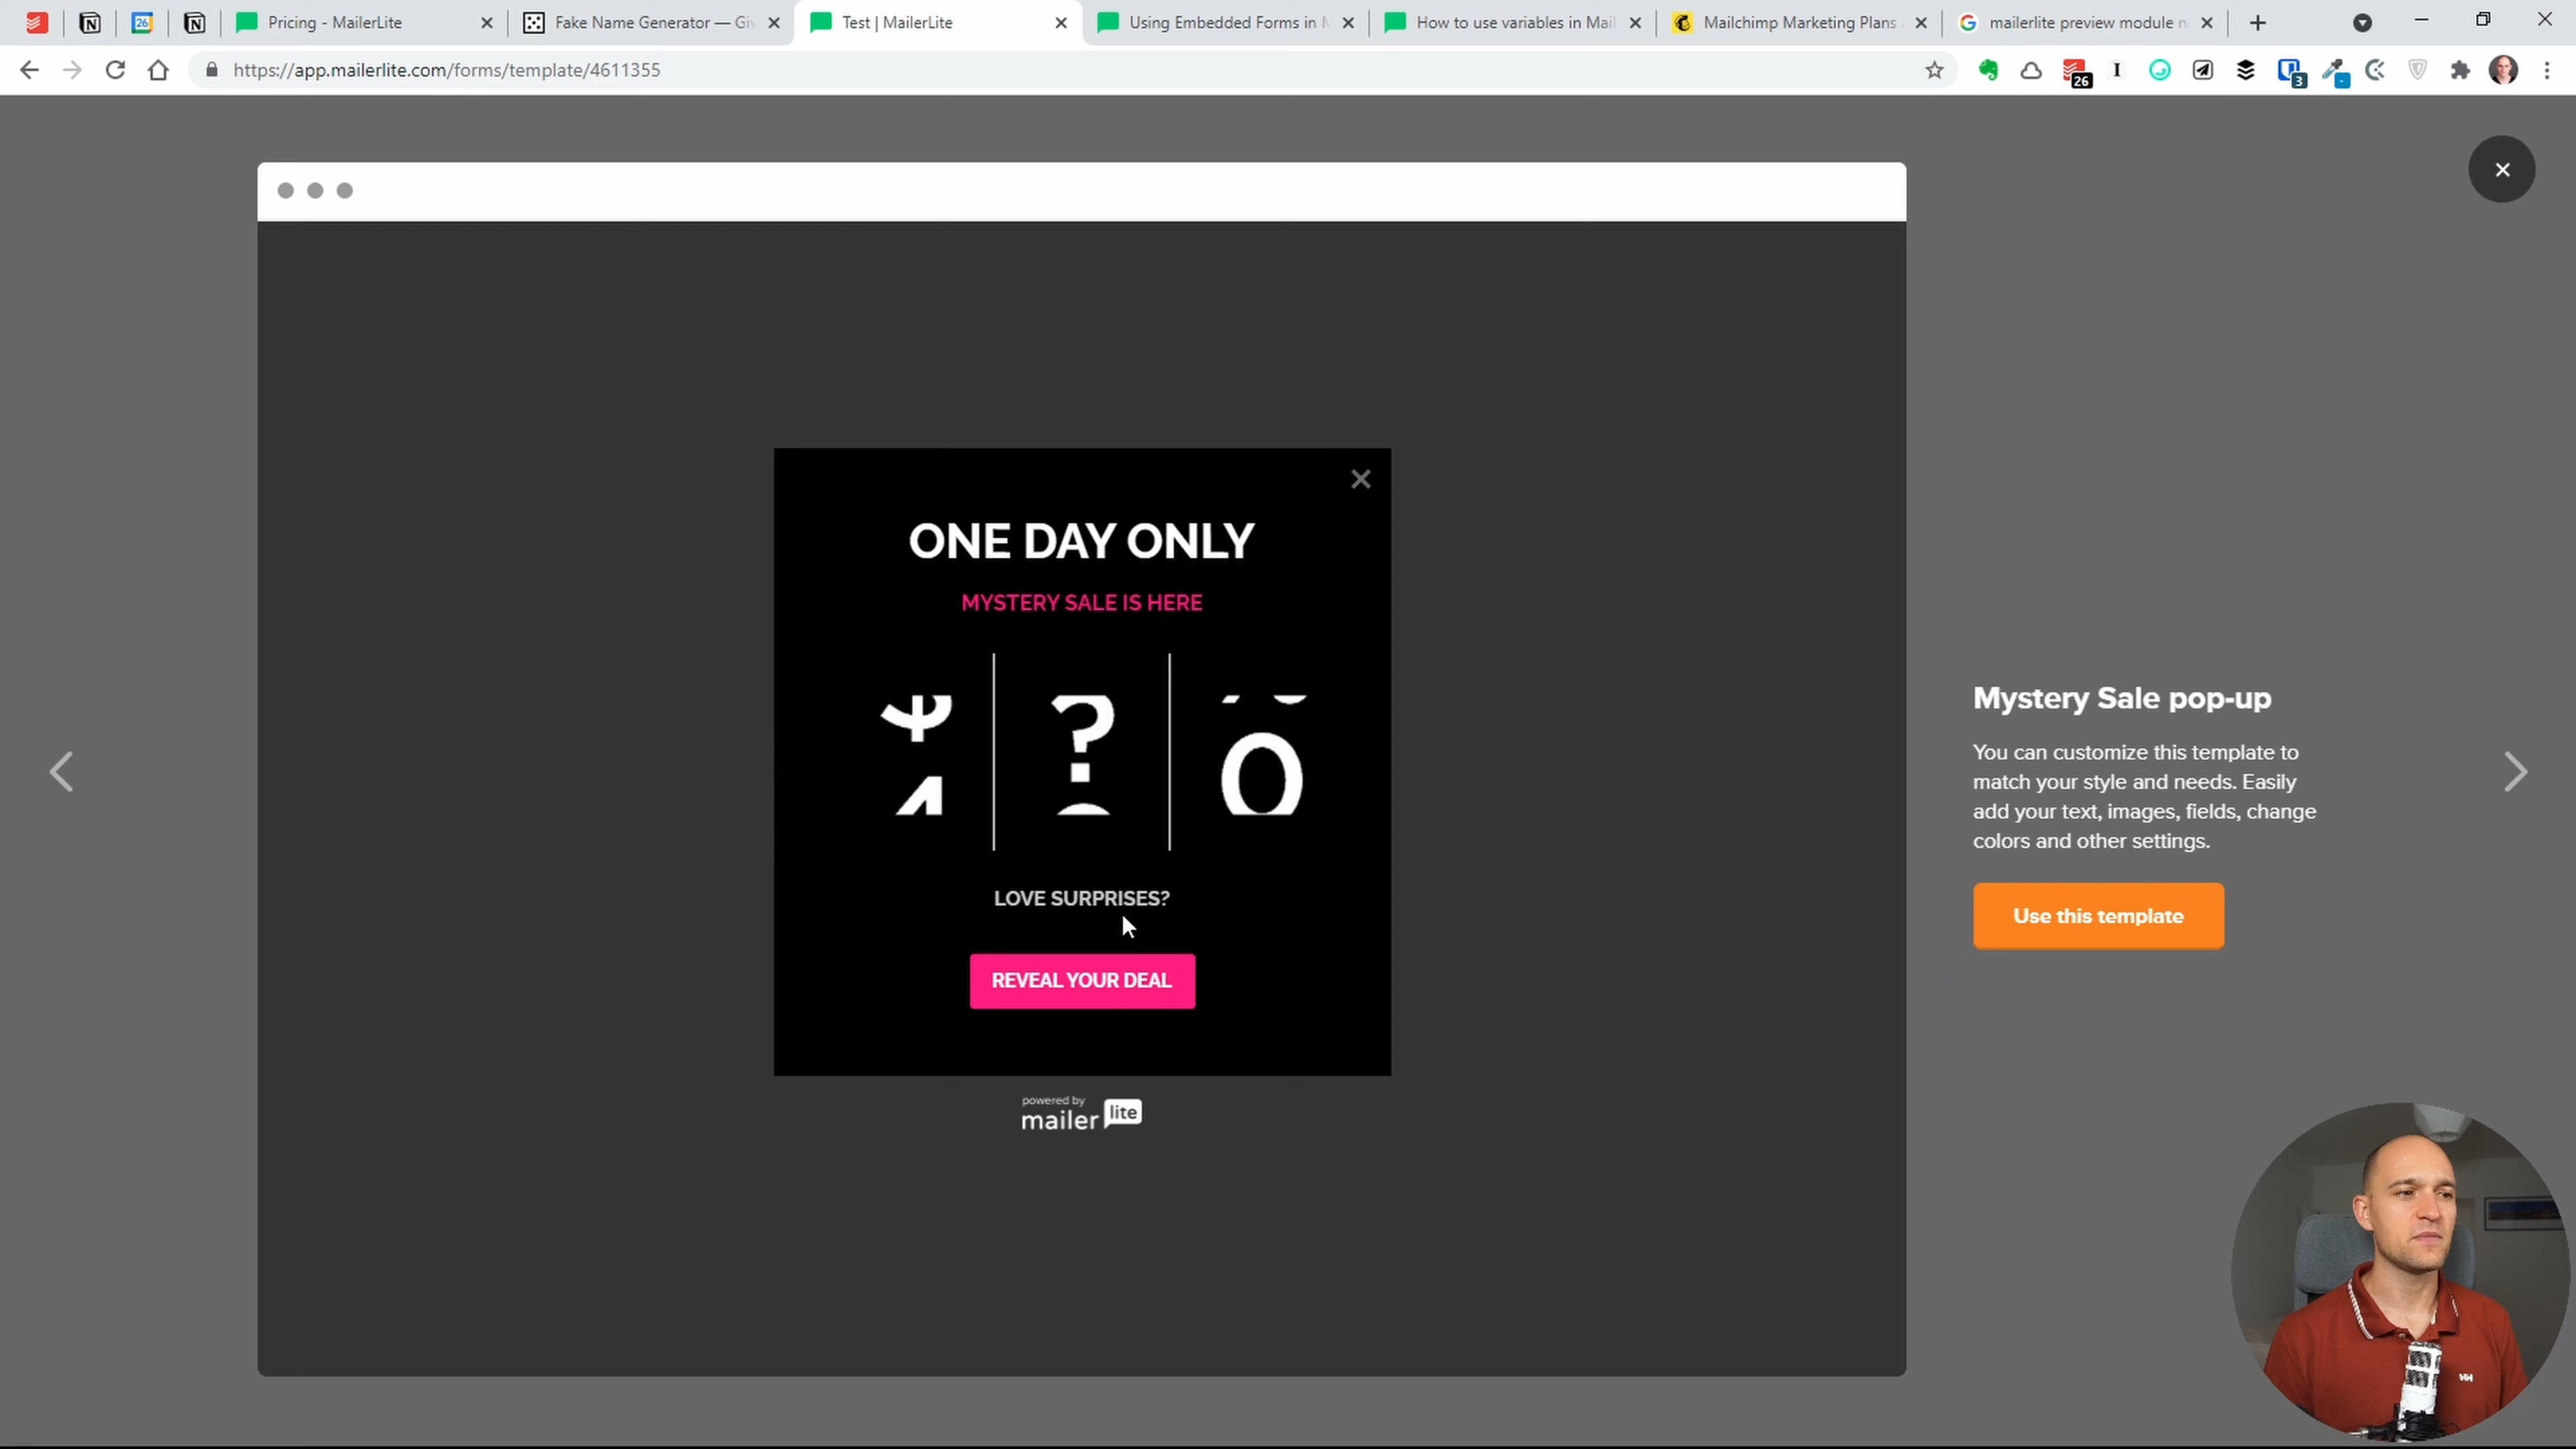 Pricing - MailerLite
Fake Name Generator — Gi
Test | MailerLite
Using Embedded Forms in
How to use variables in Mail
Mailchimp Marketing Plans
mailerlite preview module n
https://app.mailerlite.com/forms/template/4611355
26
3
ONE DAY ONLY
MYSTERY SALE IS HERE
?
LOVE SURPRISES?
REVEAL YOUR DEAL
powered by
mailer lite
Mystery Sale pop-up
You can customize this template to
match your style and needs. Easily
add your text, images, fields, change
colors and other settings.
Use this template